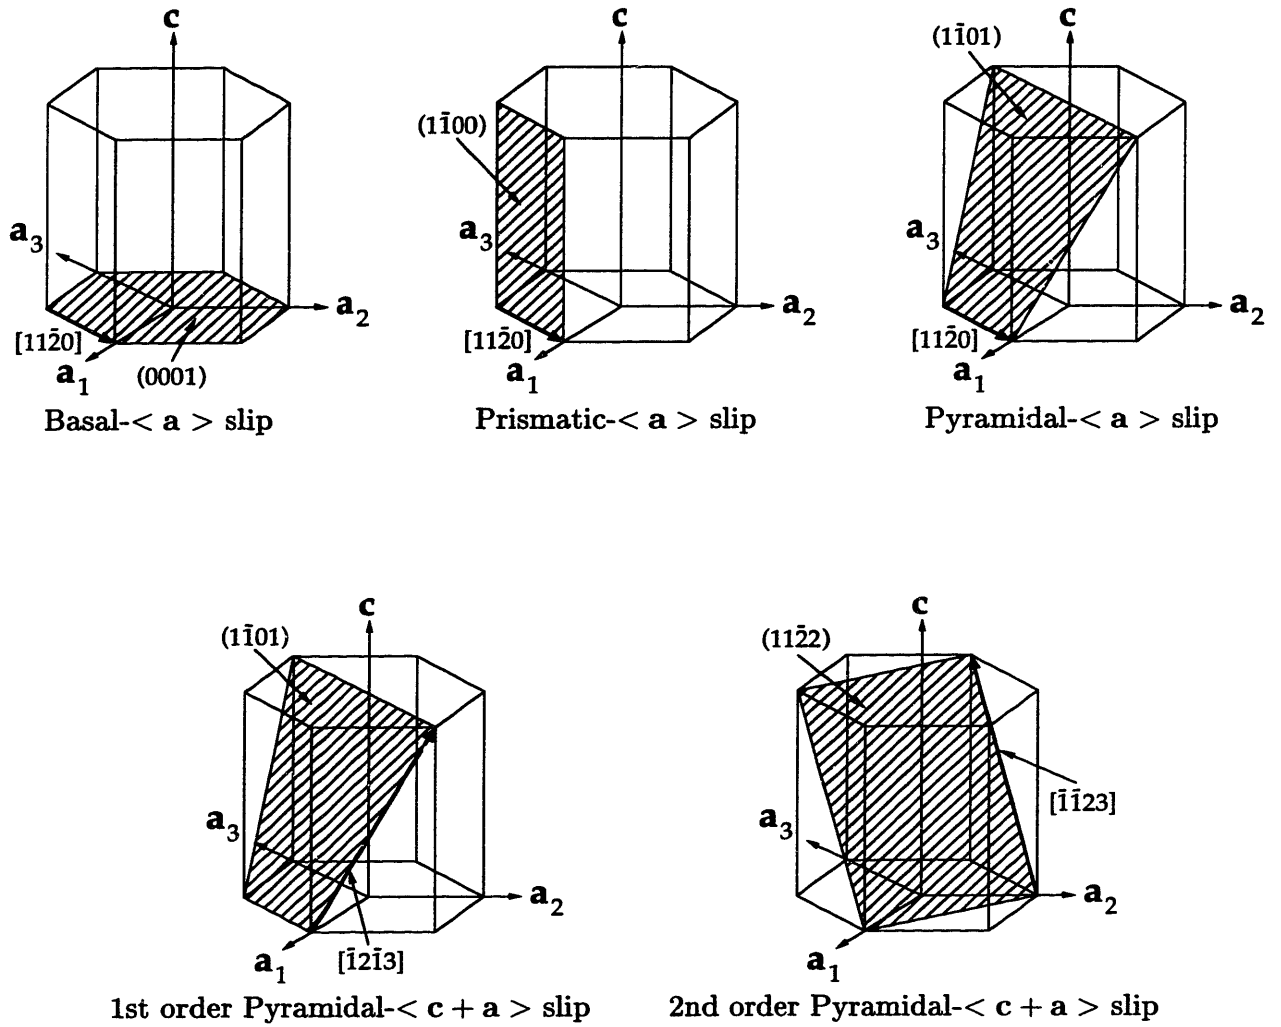 c
c
c
(11̄01)
(11̄00)
a3
a3
a3
a2
a2
a2
[112̄0]
a1
(0001)
[112̄0]
a1
[112̄0]
a1
Basal-< a > slip
Prismatic-< a > slip
Pyramidal-< a > slip
c
c
(11̄01)
(112̄2)
[1̄1̄23]
a3
a3
a2
a2
a1
[1̄21̄3]
a1
1st order Pyramidal-< c + a > slip
2nd order Pyramidal-< c + a > slip